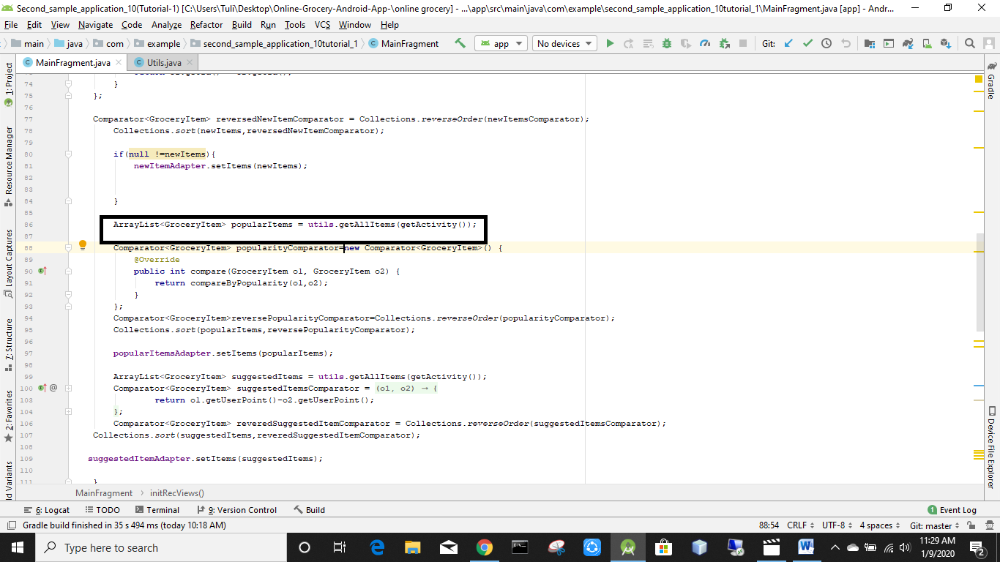 Second_sample_application_10(Tutorial-1) [C:\Users\Tuli\Desktop\Online-Grocery-Android-App-\online grocery] - ...\app\src\main\java\com\example\second_sample_application_10tutorial_1\MainFragment.java [app] - Andr...
File Edit View Navigate Code Analyze Refactor Build Run Tools VCS Window Help
main java com example second_sample_application_10tutorial_1 MainFragment app No devices Git:
MainFragment.java Utils.java
74 }
75 };
76
77 Comparator<GroceryItem> reversedNewItemComparator = Collections.reverseOrder(newItemsComparator);
78 Collections.sort(newItems,reversedNewItemComparator);
79
80 if(null !=newItems){
81 newItemAdapter.setItems(newItems);
82
83
84 }
85
86 ArrayList<GroceryItem> popularItems = utils.getAllItems(getActivity());
87
88 Comparator<GroceryItem> popularityComparator=new Comparator<GroceryItem>() {
89 @Override
90 public int compare(GroceryItem o1, GroceryItem o2) {
91 return compareByPopularity(o1,o2);
92 }
93 };
94 Comparator<GroceryItem>reversePopularityComparator=Collections.reverseOrder(popularityComparator);
95 Collections.sort(popularItems,reversePopularityComparator);
96
97 popularItemsAdapter.setItems(popularItems);
98
99 ArrayList<GroceryItem> suggestedItems = utils.getAllItems(getActivity());
100 @ Comparator<GroceryItem> suggestedItemsComparator = (o1, o2) → {
103 return o1.getUserPoint()-o2.getUserPoint();
104 };
106 Comparator<GroceryItem> reveredSuggestedItemComparator = Collections.reverseOrder(suggestedItemsComparator);
107 Collections.sort(suggestedItems,reveredSuggestedItemComparator);
108
109 suggestedItemAdapter.setItems(suggestedItems);
110
111 }
MainFragment initRecViews()
1: Project
Resource Manager
Layout Captures
7: Structure
2: Favorites
ld Variants
Gradle
Device File Explorer
6: Logcat TODO Terminal 9: Version Control Build 1 Event Log
Gradle build finished in 35 s 494 ms (today 10:18 AM) 88:54 CRLF UTF-8 4 spaces Git: master
Type here to search
11:29 AM
1/9/2020
2